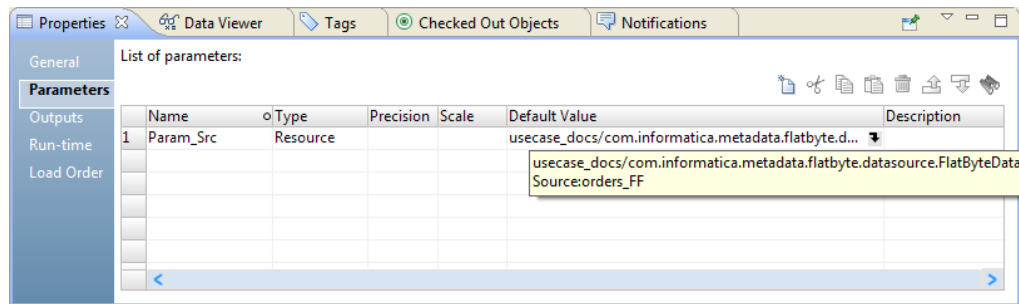 Properties Data Viewer Tags Checked Out Objects Notifications
General
Parameters
Outputs
Run-time
Load Order
List of parameters:
Name Type Precision Scale Default Value Description
1 Param_Src Resource usecase_docs/com.informatica.metadata.flatbyte.d...
usecase_docs/com.informatica.metadata.flatbyte.datasource.FlatByteData
Source:orders_FF